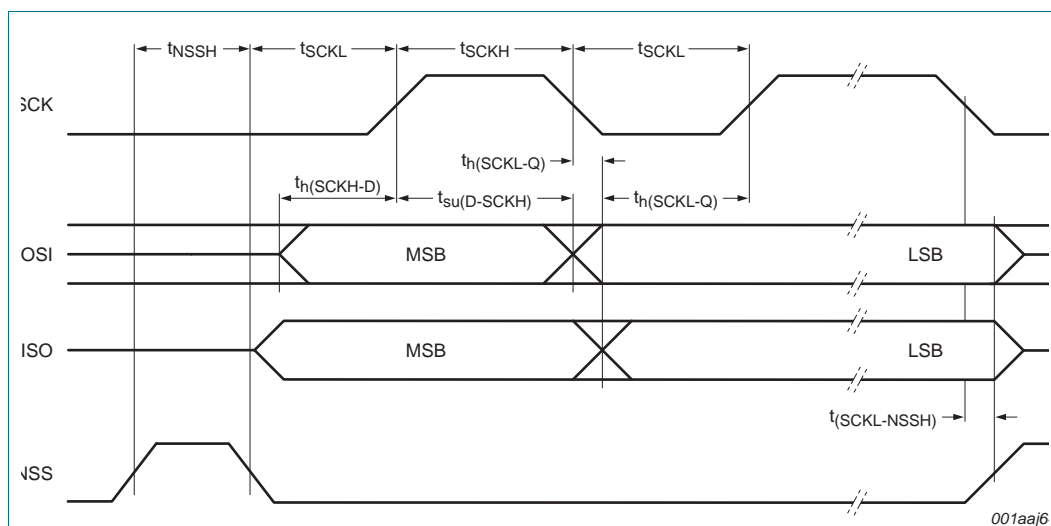 tNSSH tSCKL tSCKH tSCKL
SCK
th(SCKL-Q)
th(SCKH-D)
tsu(D-SCKH) th(SCKL-Q)
OSI MSB LSB
ISO MSB LSB
t(SCKL-NSSH)
NSS
001aaj6